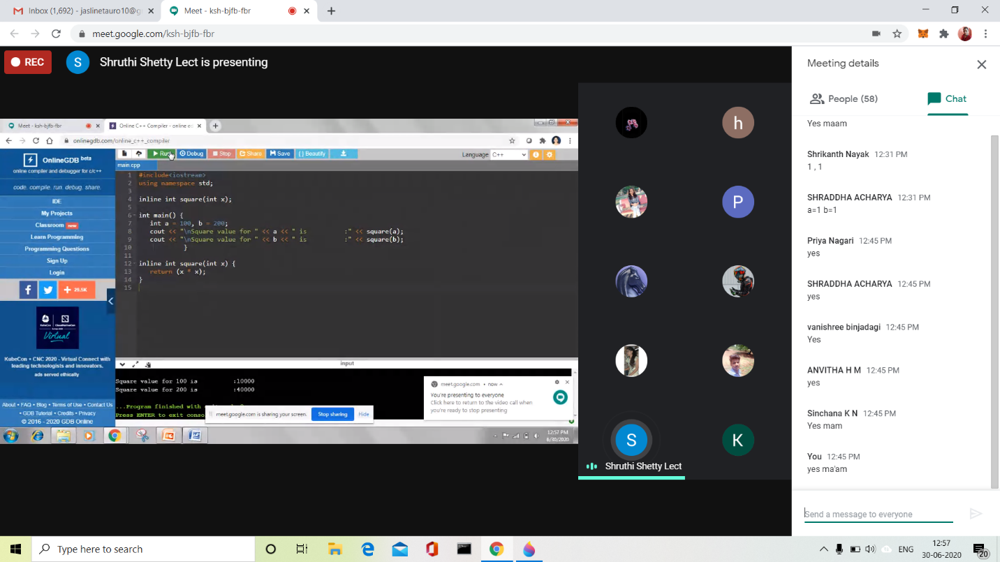 Inbox (1,692) - jaslinetauro10@g
Meet - ksh-bjfb-fbr
meet.google.com/ksh-bjfb-fbr
REC
S
Shruthi Shetty Lect is presenting
Meet - ksh-bjfb-fbr
Online C++ Compiler - online ed
onlinegdb.com/online_c++_compiler
OnlineGDB beta
online compiler and debugger for c/c++
code. compile. run. debug. share.
IDE
My Projects
Classroom new
Learn Programming
Programming Questions
Sign Up
Login
29.5K
KubeCon
CloudNativeCon
Virtual
KubeCon + CNC 2020 - Virtual Connect with
leading technologists and innovators.
ads served ethically
About • FAQ • Blog • Terms of Use • Contact Us
• GDB Tutorial • Credits • Privacy
© 2016 - 2020 GDB Online
Run
Debug
Stop
Share
Save
{ } Beautify
Language C++
main.cpp
1 #include<iostream>
2 using namespace std;
3
4 inline int square(int x);
5
6 int main() {
7 int a = 100, b = 200;
8 cout << "\nSquare value for " << a << " is :" << square(a);
9 cout << "\nSquare value for " << b << " is :" << square(b);
10 }
11
12 inline int square(int x) {
13 return (x * x);
14 }
15
input
Square value for 100 is :10000
Square value for 200 is :40000
...Program finished with
Press ENTER to exit conso
meet.google.com is sharing your screen.
Stop sharing
Hide
meet.google.com • now
You're presenting to everyone
Click here to return to the video call when
you're ready to stop presenting
12:57 PM
6/30/2020
h
P
S
K
Shruthi Shetty Lect
Meeting details
People (58)
Chat
Yes maam
Shrikanth Nayak 12:31 PM
1 , 1
SHRADDHA ACHARYA 12:31 PM
a=1 b=1
Priya Nagari 12:45 PM
yes
SHRADDHA ACHARYA 12:45 PM
yes
vanishree binjadagi 12:45 PM
Yes
ANVITHA H M 12:45 PM
yes
Sinchana K N 12:45 PM
Yes mam
You 12:45 PM
yes ma'am
Send a message to everyone
Type here to search
ENG
12:57
30-06-2020
20